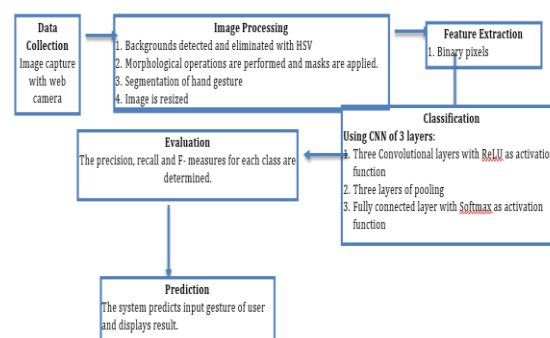 Data
Collection
Image capture
with web
camera
Image Processing
1. Backgrounds detected and eliminated with HSV
2. Morphological operations are performed and masks are applied.
3. Segmentation of hand gesture
4. Image is resized
Feature Extraction
1. Binary pixels
Classification
Using CNN of 3 layers:
1. Three Convolutional layers with ReLU as activatio
function
2. Three layers of pooling
3. Fully connected layer with Softmax as activation
function
Evaluation
The precision, recall and F- measures for each class are
determined.
Prediction
The system predicts input gesture of user
and displays result.